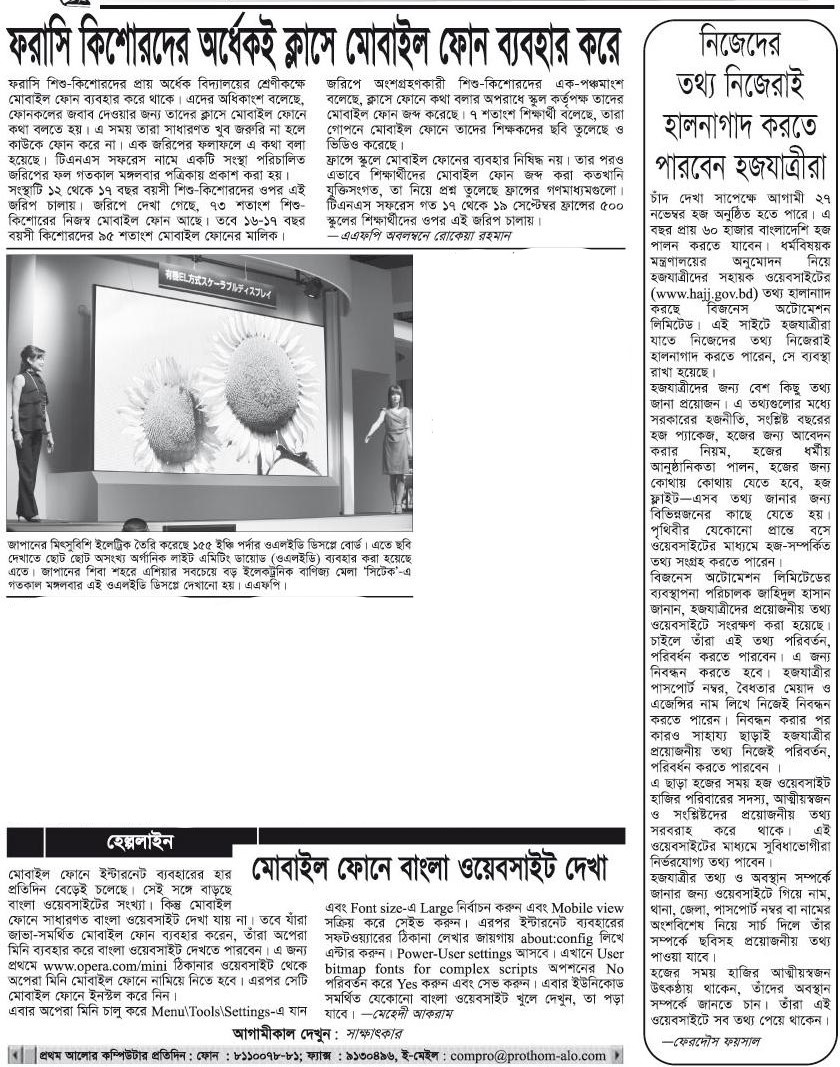 ফরাসি কিশোরদের অর্ধেকই ক্লাসে মোবাইল ফোন ব্যবহার করে
ফরাসি শিশু-কিশোরদের প্রায় অর্ধেক বিদ্যালয়ের শ্রেণীকক্ষে
মোবাইল ফোন ব্যবহার করে থাকে। এদের অধিকাংশ বলেছে,
ফোনকলের জবাব দেওয়ার জন্য তাদের ক্লাসে মোবাইল ফোনে
কথা বলতে হয়। এ সময় তারা সাধারণত খুব জরুরি না হলে
কাউকে ফোন করে না। এক জরিপের ফলাফলে এ কথা বলা
হয়েছে। টিএনএস সফরেস নামে একটি সংস্থা পরিচালিত
জরিপের ফল গতকাল মঙ্গলবার পত্রিকায় প্রকাশ করা হয়।
সংস্থাটি ১২ থেকে ১৭ বছর বয়সী শিশু-কিশোরদের ওপর এই
জরিপ চালায়। জরিপে দেখা গেছে, ৭৩ শতাংশ শিশু-
কিশোরের নিজস্ব মোবাইল ফোন আছে। তবে ১৬-১৭ বছর
বয়সী কিশোরদের ৯৫ শতাংশ মোবাইল ফোনের মালিক।
জরিপে অংশগ্রহণকারী শিশু-কিশোরদের এক-পঞ্চমাংশ
বলেছে, ক্লাসে ফোনে কথা বলার অপরাধে স্কুল কর্তৃপক্ষ তাদের
মোবাইল ফোন জব্দ করেছে। ৭ শতাংশ শিক্ষার্থী বলেছে, তারা
গোপনে মোবাইল ফোনে তাদের শিক্ষকদের ছবি তুলেছে ও
ভিডিও করেছে।
ফ্রান্সে স্কুলে মোবাইল ফোনের ব্যবহার নিষিদ্ধ নয়। তার পরও
এভাবে শিক্ষার্থীদের মোবাইল ফোন জব্দ করা কতখানি
যুক্তিসংগত, তা নিয়ে প্রশ্ন তুলেছে ফ্রান্সের গণমাধ্যমগুলো।
টিএনএস সফরেস গত ১৭ থেকে ১৯ সেপ্টেম্বর ফ্রান্সের ৫০০
স্কুলের শিক্ষার্থীদের ওপর এই জরিপ চালায়।
—এএফপি অবলম্বনে রোকেয়া রহমান
有機EL方式スケーラブルディスプレイ
জাপানের মিৎসুবিশি ইলেট্রিক তৈরি করেছে ১৫৫ ইঞ্চি পর্দার ওএলইডি ডিসপ্লে বোর্ড। এতে ছবি
দেখাতে ছোট ছোট অসংখ্য অর্গানিক লাইট এমিটিং ডায়োড (ওএলইডি) ব্যবহার করা হয়েছে
এতে। জাপানের শিবা শহরে এশিয়ার সবচেয়ে বড় ইলেকট্রনিক বাণিজ্য মেলা ‘সিটেক’-এ
গতকাল মঙ্গলবার এই ওএলইডি ডিসপ্লে দেখানো হয়। এএফপি।
হেল্পলাইন
মোবাইল ফোনে বাংলা ওয়েবসাইট দেখা
মোবাইল ফোনে ইন্টারনেট ব্যবহারের হার
প্রতিদিন বেড়েই চলেছে। সেই সঙ্গে বাড়ছে
বাংলা ওয়েবসাইটের সংখ্যা। কিন্তু মোবাইল
ফোনে সাধারণত বাংলা ওয়েবসাইট দেখা যায় না। তবে যাঁরা
জাভা-সমর্থিত মোবাইল ফোন ব্যবহার করেন, তাঁরা অপেরা
মিনি ব্যবহার করে বাংলা ওয়েবসাইট দেখতে পারবেন। এ জন্য
প্রথমে www.opera.com/mini ঠিকানার ওয়েবসাইট থেকে
অপেরা মিনি মোবাইল ফোনে নামিয়ে নিতে হবে। এরপর সেটি
মোবাইল ফোনে ইনস্টল করে নিন।
এবার অপেরা মিনি চালু করে Menu\Tools\Settings-এ যান
এবং Font size-এ Large নির্বাচন করুন এবং Mobile view
সক্রিয় করে সেইভ করুন। এরপর ইন্টারনেট ব্যবহারের
সফটওয়্যারের ঠিকানা লেখার জায়গায় about:config লিখে
এন্টার করুন। Power-User settings আসবে। এখানে User
bitmap fonts for complex scripts অপশনের No
পরিবর্তন করে Yes করুন এবং সেভ করুন। এবার ইউনিকোড
সমর্থিত যেকোনো বাংলা ওয়েবসাইট খুলে দেখুন, তা পড়া
যাবে। —মেহেদী আকরাম
আগামীকাল দেখুন : সাক্ষাৎকার
প্রথম আলোর কম্পিউটার প্রতিদিন : ফোন : ৮১১০০৭৮-৮১; ফ্যাক্স : ৯১৩০৪৯৬, ই-মেইল : compro@prothom-alo.com
নিজেদের
তথ্য নিজেরাই
হালনাগাদ করতে
পারবেন হজযাত্রীরা
চাঁদ দেখা সাপেক্ষে আগামী ২৭
নভেম্বর হজ অনুষ্ঠিত হতে পারে। এ
বছর প্রায় ৬০ হাজার বাংলাদেশি হজ
পালন করতে যাবেন। ধর্মবিষয়ক
মন্ত্রণালয়ের অনুমোদন নিয়ে
হজযাত্রীদের সহায়ক ওয়েবসাইটের
(www.hajj.gov.bd) তথ্য হালানাাদ
করছে বিজনেস অটোমেশন
লিমিটেড। এই সাইটে হজযাত্রীরা
যাতে নিজেদের তথ্য নিজেরাই
হালনাগাদ করতে পারেন, সে ব্যবস্থা
রাখা হয়েছে।
হজযাত্রীদের জন্য বেশ কিছু তথ্য
জানা প্রয়োজন। এ তথ্যগুলোর মধ্যে
সরকারের হজনীতি, সংশ্লিষ্ট বছরের
হজ প্যাকেজ, হজের জন্য আবেদন
করার নিয়ম, হজের ধর্মীয়
আনুষ্ঠানিকতা পালন, হজের জন্য
কোথায় কোথায় যেতে হবে, হজ
ফ্লাইট—এসব তথ্য জানার জন্য
বিভিন্নজনের কাছে যেতে হয়।
পৃথিবীর যেকোনো প্রান্তে বসে
ওয়েবসাইটের মাধ্যমে হজ-সম্পর্কিত
তথ্য সংগ্রহ করতে পারেন।
বিজনেস অটোমেশন লিমিটেডের
ব্যবস্থাপনা পরিচালক জাহিদুল হাসান
জানান, হজযাত্রীদের প্রয়োজনীয় তথ্য
ওয়েবসাইটে সংরক্ষণ করা হয়েছে।
চাইলে তাঁরা এই তথ্য পরিবর্তন,
পরিবর্ধন করতে পারবেন। এ জন্য
নিবন্ধন করতে হবে। হজযাত্রীর
পাসপোর্ট নম্বর, বৈধতার মেয়াদ ও
এজেন্সির নাম লিখে নিজেই নিবন্ধন
করতে পারেন। নিবন্ধন করার পর
কারও সাহায্য ছাড়াই হজযাত্রীর
প্রয়োজনীয় তথ্য নিজেই পরিবর্তন,
পরিবর্ধন করতে পারবেন ।
এ ছাড়া হজের সময় হজ ওয়েবসাইট
হাজির পরিবারের সদস্য, আত্মীয়স্বজন
ও সংশ্লিষ্টদের প্রয়োজনীয় তথ্য
সরবরাহ করে থাকে। এই
ওয়েবসাইটের মাধ্যমে সুবিধাভোগীরা
নির্ভরযোগ্য তথ্য পাবেন।
হজযাত্রীর তথ্য ও অবস্থান সম্পর্কে
জানার জন্য ওয়েবসাইটে গিয়ে নাম,
থানা, জেলা, পাসপোর্ট নম্বর বা নামের
অংশবিশেষ নিয়ে সার্চ দিলে তাঁর
সম্পর্কে ছবিসহ প্রয়োজনীয় তথ্য
পাওয়া যাবে।
হজের সময় হাজির আত্মীয়স্বজন
উৎকণ্ঠায় থাকেন, তাঁদের অবস্থান
সম্পর্কে জানতে চান। তাঁরা এই
ওয়েবসাইটে সব তথ্য পেয়ে থাকেন।
—ফেরদৌস ফয়সাল